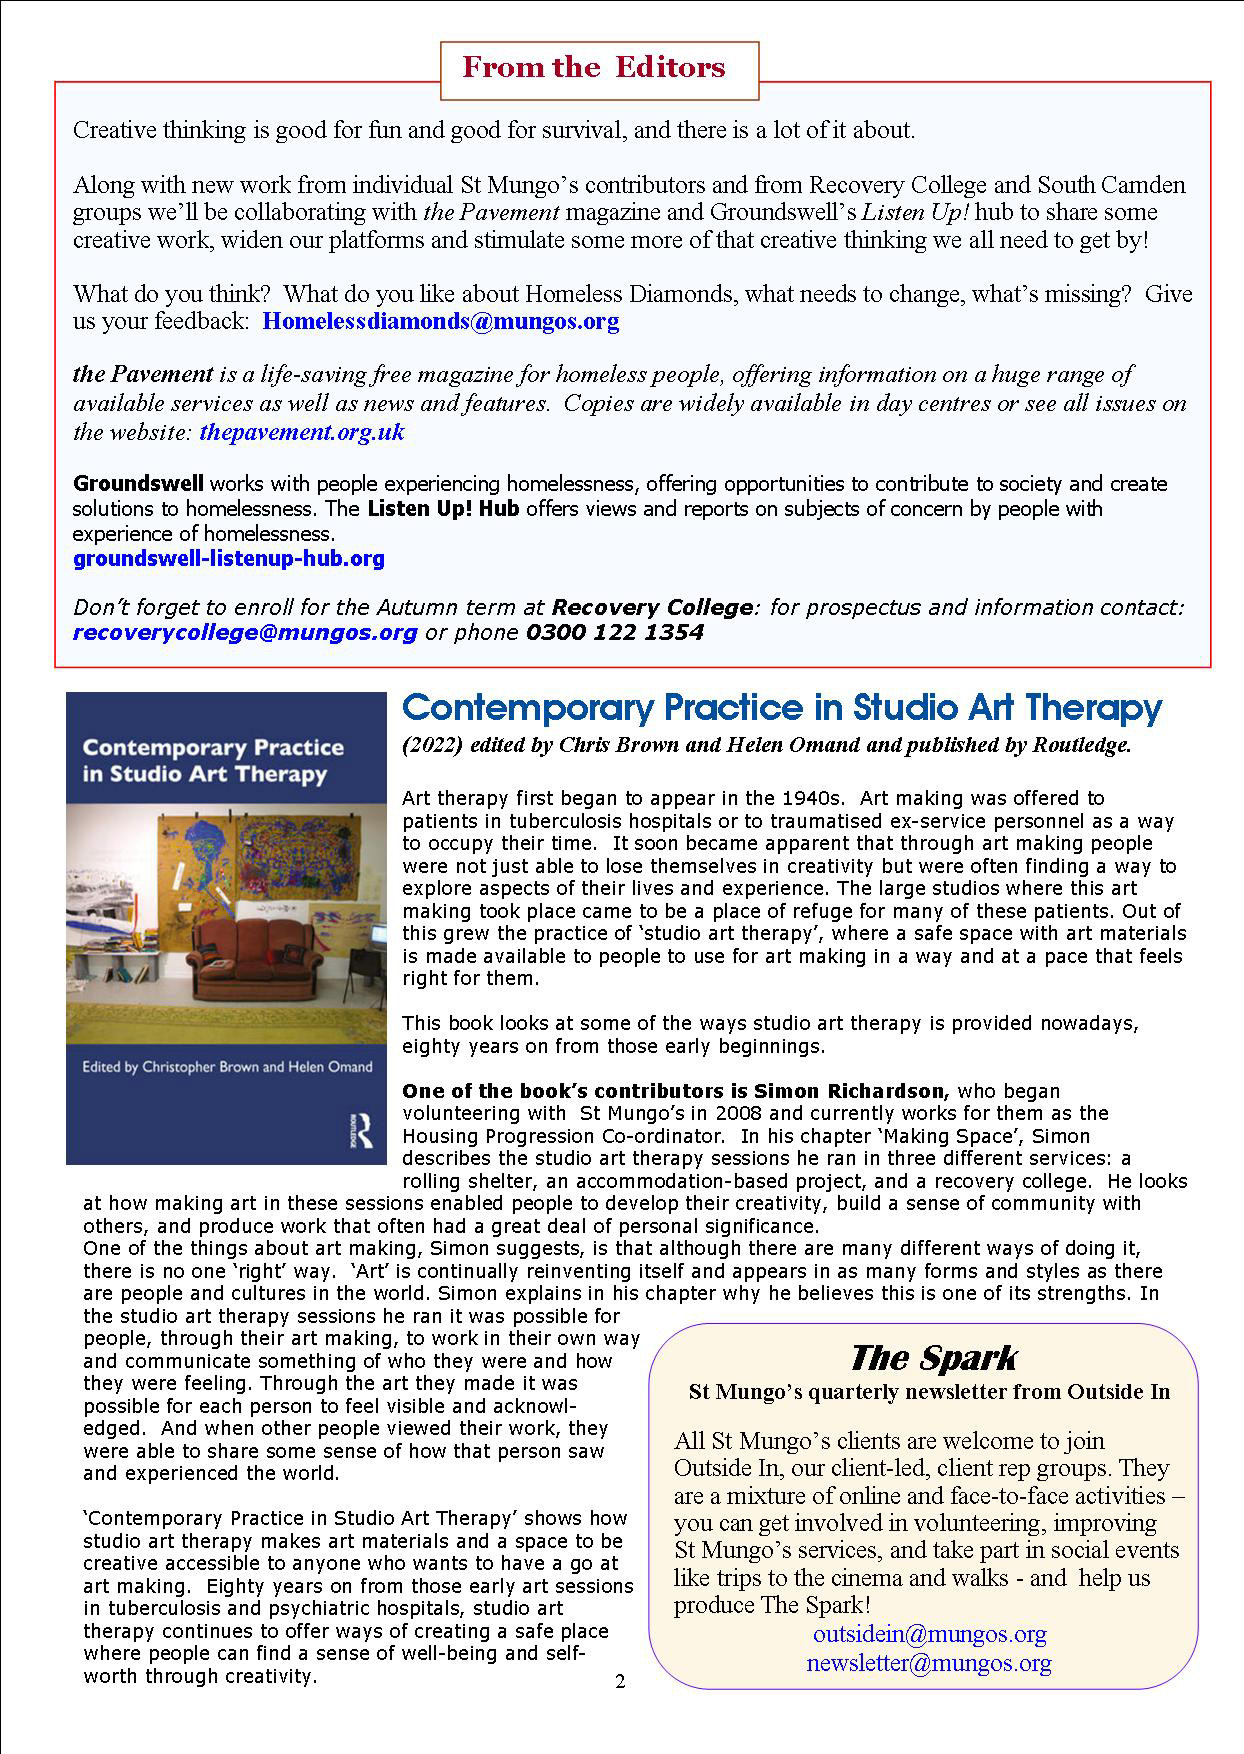 From the Editors
Creative thinking is good for fun and good for survival, and there is a lot of it about.
Along with new work from individual St Mungo’s contributors and from Recovery College and South Camden
groups we’ll be collaborating with the Pavement magazine and Groundswell’s Listen Up! hub to share some
creative work, widen our platforms and stimulate some more of that creative thinking we all need to get by!
What do you think?  What do you like about Homeless Diamonds, what needs to change, what’s missing?  Give
us your feedback:  Homelessdiamonds@mungos.org
the Pavement is a life-saving free magazine for homeless people, offering information on a huge range of
available services as well as news and features.  Copies are widely available in day centres or see all issues on
the website: thepavement.org.uk
Groundswell works with people experiencing homelessness, offering opportunities to contribute to society and create
solutions to homelessness. The Listen Up! Hub offers views and reports on subjects of concern by people with
experience of homelessness.
groundswell-listenup-hub.org
Don’t forget to enroll for the Autumn term at Recovery College: for prospectus and information contact:
recoverycollege@mungos.org or phone 0300 122 1354
Contemporary Practice
in Studio Art Therapy
Edited by Christopher Brown and Helen Omand
ROUTLEDGE
Contemporary Practice in Studio Art Therapy
(2022) edited by Chris Brown and Helen Omand and published by Routledge.
Art therapy first began to appear in the 1940s.  Art making was offered to
patients in tuberculosis hospitals or to traumatised ex-service personnel as a way
to occupy their time.  It soon became apparent that through art making people
were not just able to lose themselves in creativity but were often finding a way to
explore aspects of their lives and experience. The large studios where this art
making took place came to be a place of refuge for many of these patients. Out of
this grew the practice of ‘studio art therapy’, where a safe space with art materials
is made available to people to use for art making in a way and at a pace that feels
right for them.
This book looks at some of the ways studio art therapy is provided nowadays,
eighty years on from those early beginnings.
One of the book’s contributors is Simon Richardson, who began
volunteering with  St Mungo’s in 2008 and currently works for them as the
Housing Progression Co-ordinator.  In his chapter ‘Making Space’, Simon
describes the studio art therapy sessions he ran in three different services: a
rolling shelter, an accommodation-based project, and a recovery college.  He looks
at how making art in these sessions enabled people to develop their creativity, build a sense of community with
others, and produce work that often had a great deal of personal significance.
One of the things about art making, Simon suggests, is that although there are many different ways of doing it,
there is no one ‘right’ way.  ‘Art’ is continually reinventing itself and appears in as many forms and styles as there
are people and cultures in the world. Simon explains in his chapter why he believes this is one of its strengths. In
the studio art therapy sessions he ran it was possible for
people, through their art making, to work in their own way
and communicate something of who they were and how
they were feeling. Through the art they made it was
possible for each person to feel visible and acknowl-
edged.  And when other people viewed their work, they
were able to share some sense of how that person saw
and experienced the world.
‘Contemporary Practice in Studio Art Therapy’ shows how
studio art therapy makes art materials and a space to be
creative accessible to anyone who wants to have a go at
art making.  Eighty years on from those early art sessions
in tuberculosis and psychiatric hospitals, studio art
therapy continues to offer ways of creating a safe place
where people can find a sense of well-being and self-
worth through creativity.
The Spark
St Mungo’s quarterly newsletter from Outside In
All St Mungo’s clients are welcome to join
Outside In, our client-led, client rep groups. They
are a mixture of online and face-to-face activities –
you can get involved in volunteering, improving
St Mungo’s services, and take part in social events
like trips to the cinema and walks - and  help us
produce The Spark!
outsidein@mungos.org
newsletter@mungos.org
2